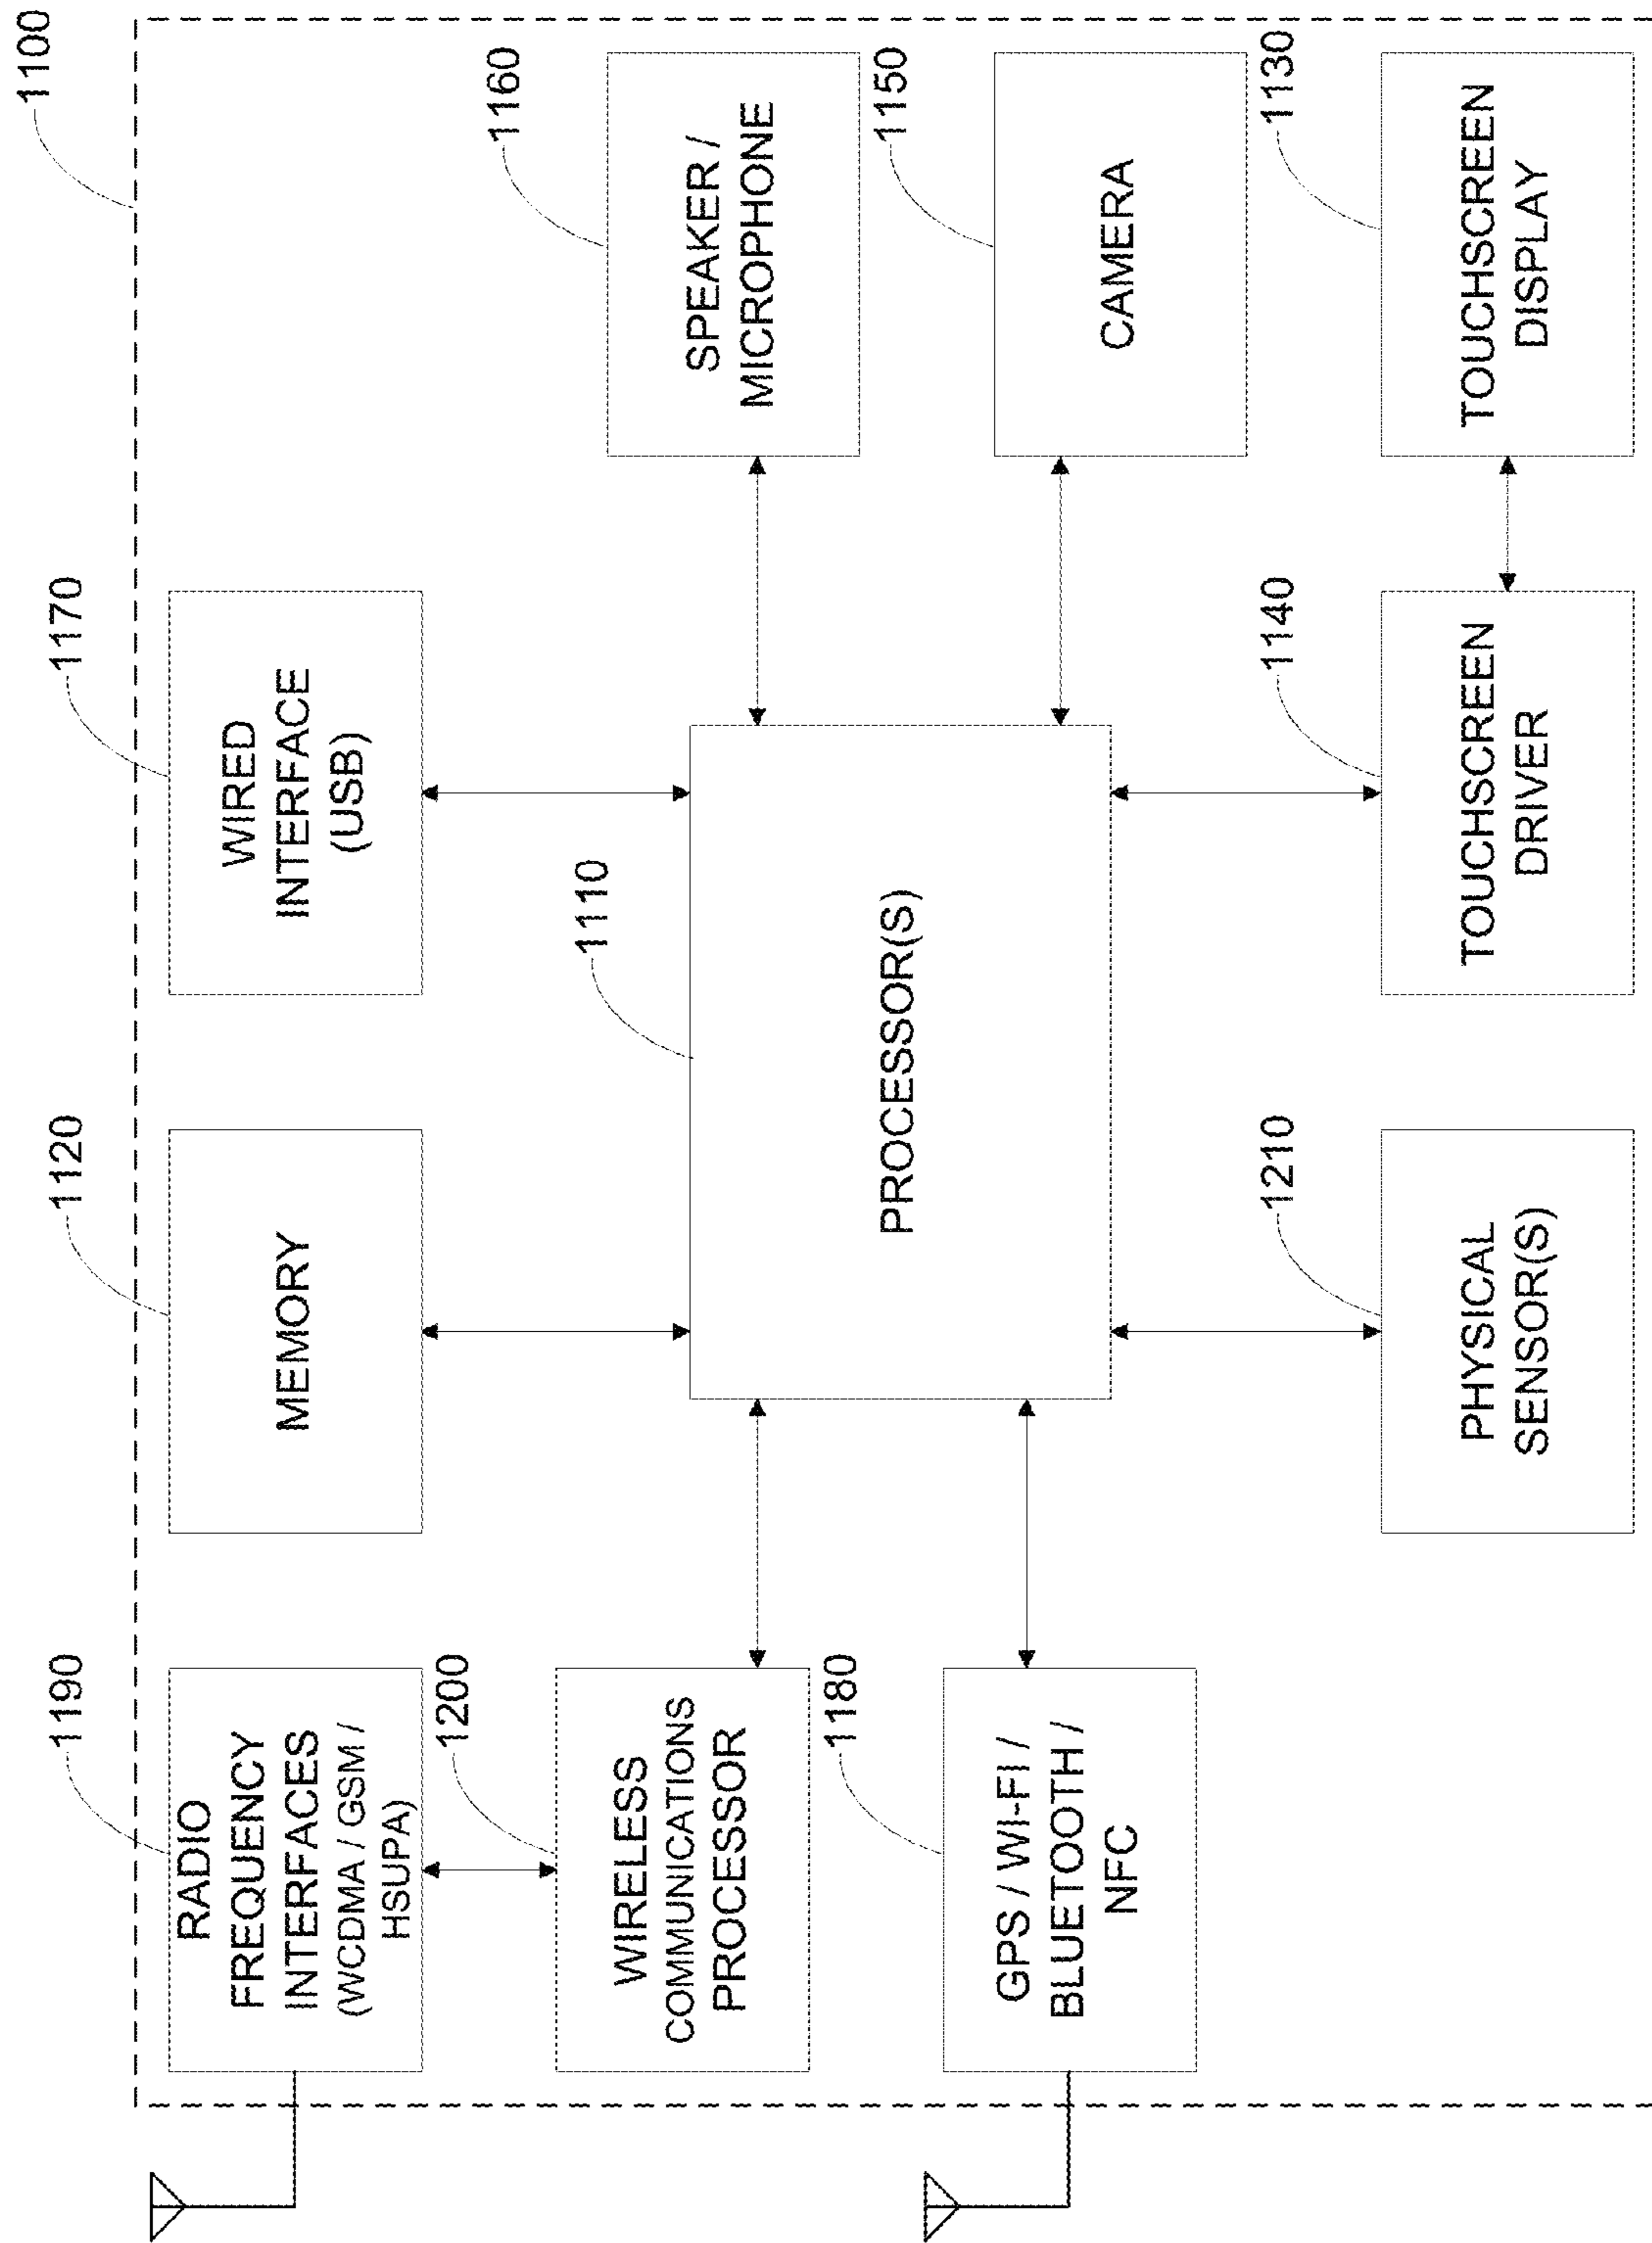 1190
1120
1170
1100
RADIO
FREQUENCY
INTERFACES
(WCDMA / GSM /
HSUPA)
MEMORY
WIRED
INTERFACE
(USB)
1200
WIRELESS
COMMUNICATIONS
PROCESSOR
1110
PROCESSOR(S)
1160
SPEAKER /
MICROPHONE
1180
GPS / WI-FI /
BLUETOOTH /
NFC
1150
CAMERA
1210
PHYSICAL
SENSOR(S)
1140
TOUCHSCREEN
DRIVER
1130
TOUCHSCREEN
DISPLAY